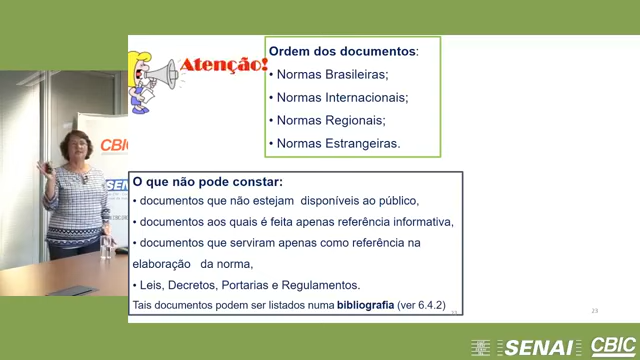 Atenção!
Ordem dos documentos:
• Normas Brasileiras;
• Normas Internacionais;
• Normas Regionais;
• Normas Estrangeiras.
O que não pode constar:
• documentos que não estejam disponíveis ao público,
• documentos aos quais é feita apenas referência informativa,
• documentos que serviram apenas como referência na
elaboração da norma,
• Leis, Decretos, Portarias e Regulamentos.
Tais documentos podem ser listados numa bibliografia (ver 6.4.2)
23
23
CBIC
SENAI
SENAI
CBIC